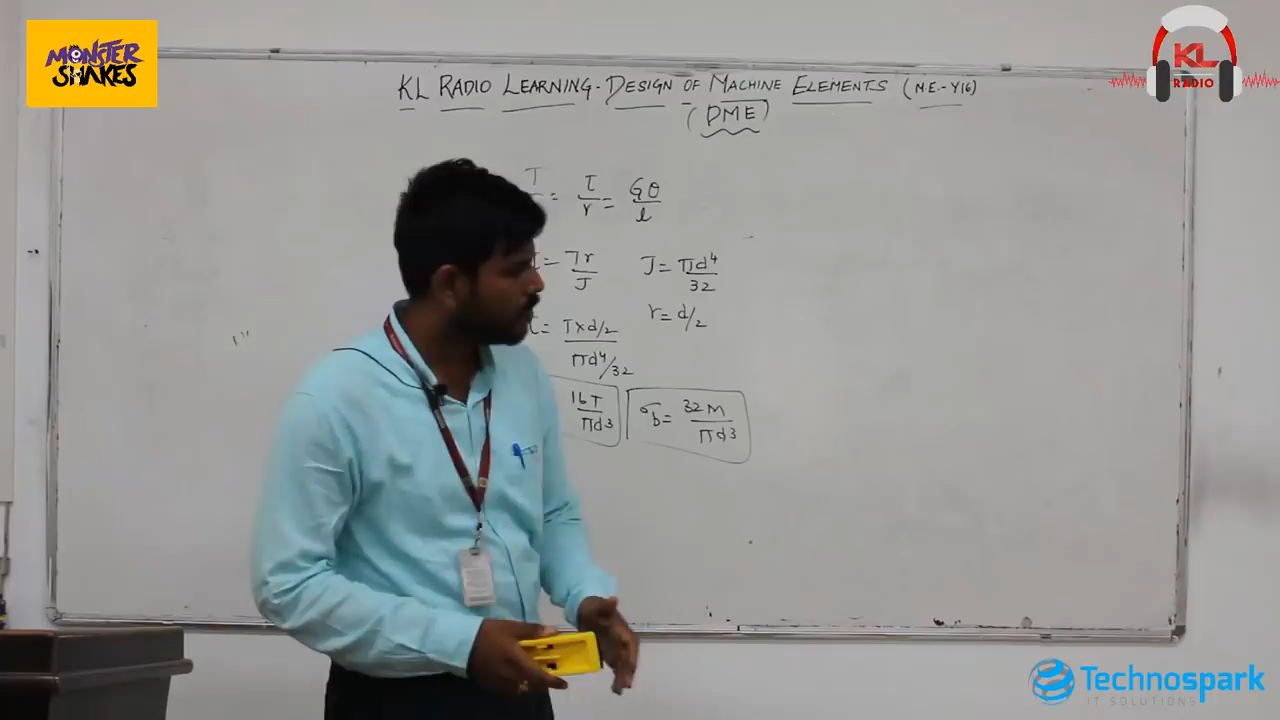 MONSTER
SHAKES
KL
RADIO
KL RADIO LEARNING - DESIGN OF MACHINE ELEMENTS (M.E.-Y16)
(DME)
T = τ/r = Gθ/l
= Tr/J J = πd⁴/32
τ = T×d/2 / πd⁴/32 r = d/2
16T/πd3 σb = 32M/πd3
Technospark
IT SOLUTIONS